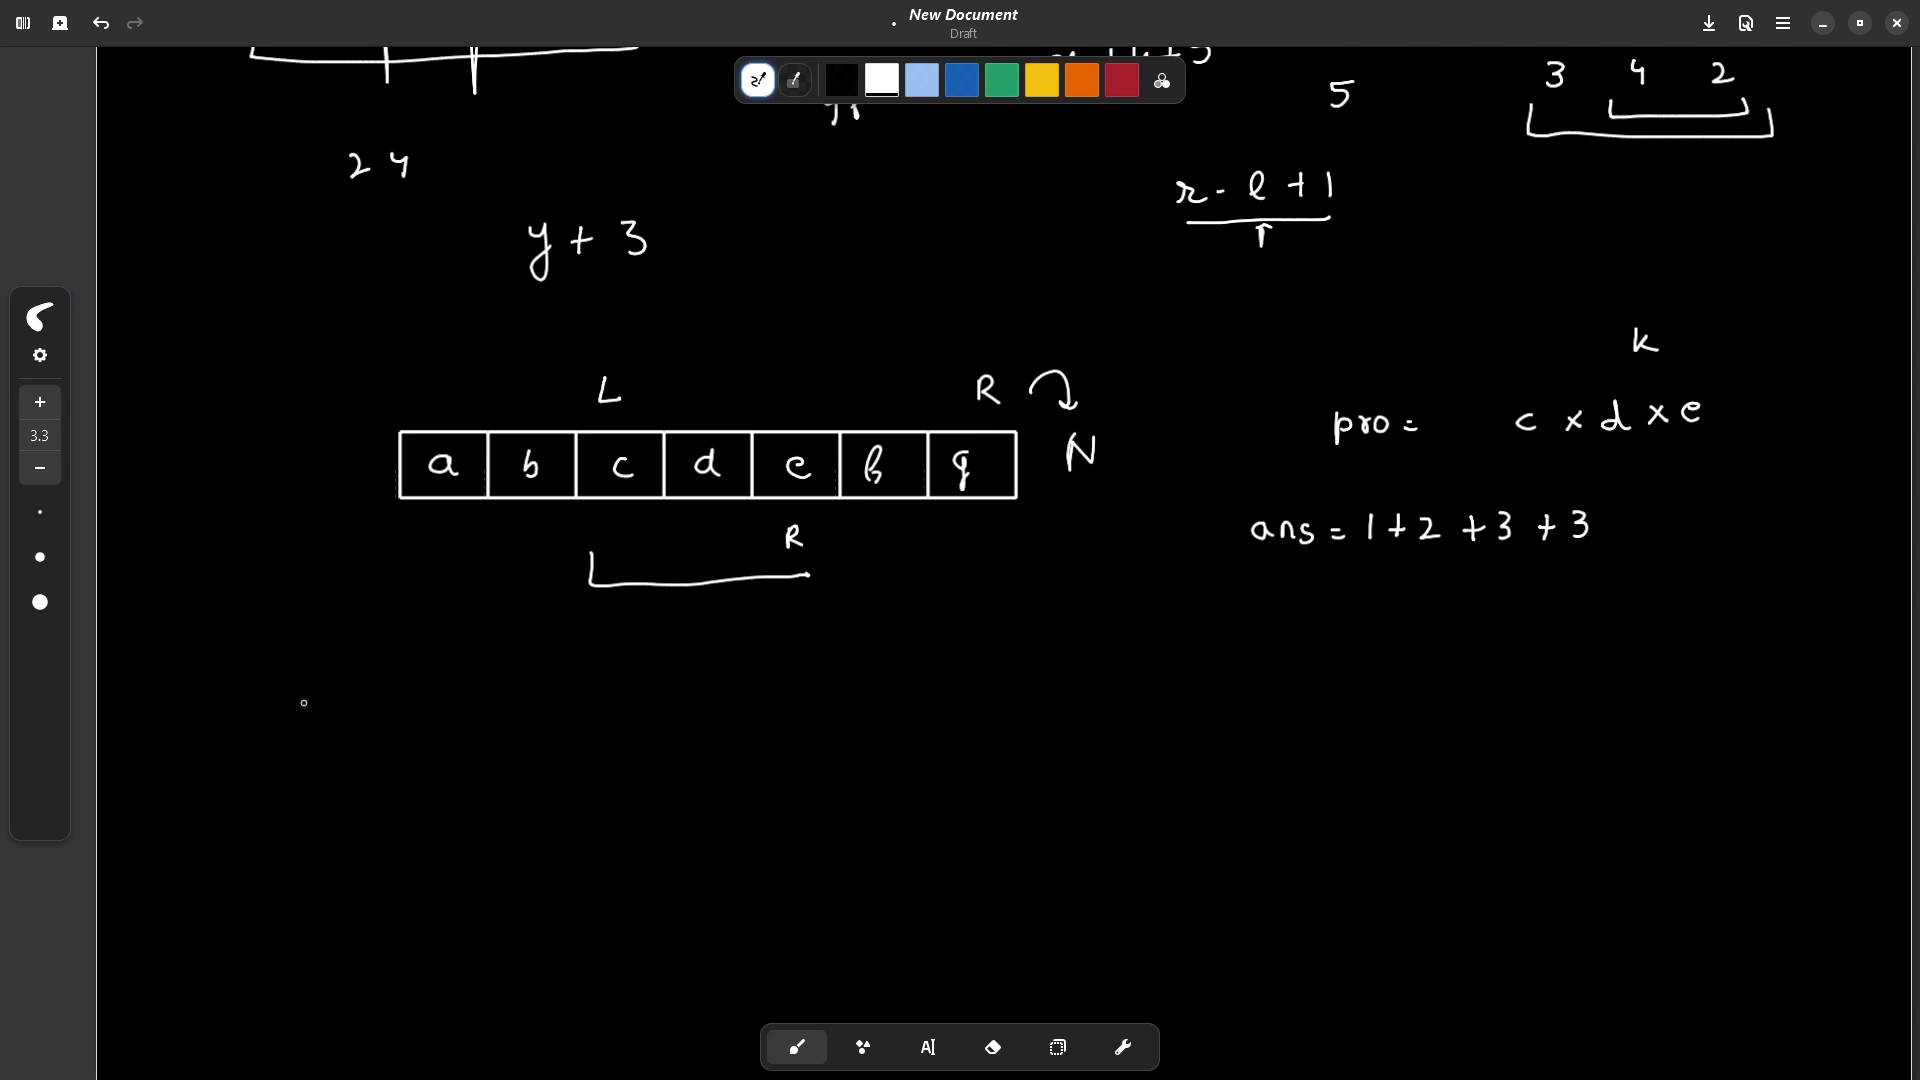 New Document
Draft
3 4 2
5
2 4
r - l + 1
y + 3
k
L R
pro = c × d × e
a b c d e f g N
ans = 1 + 2 + 3 + 3
R
3.3